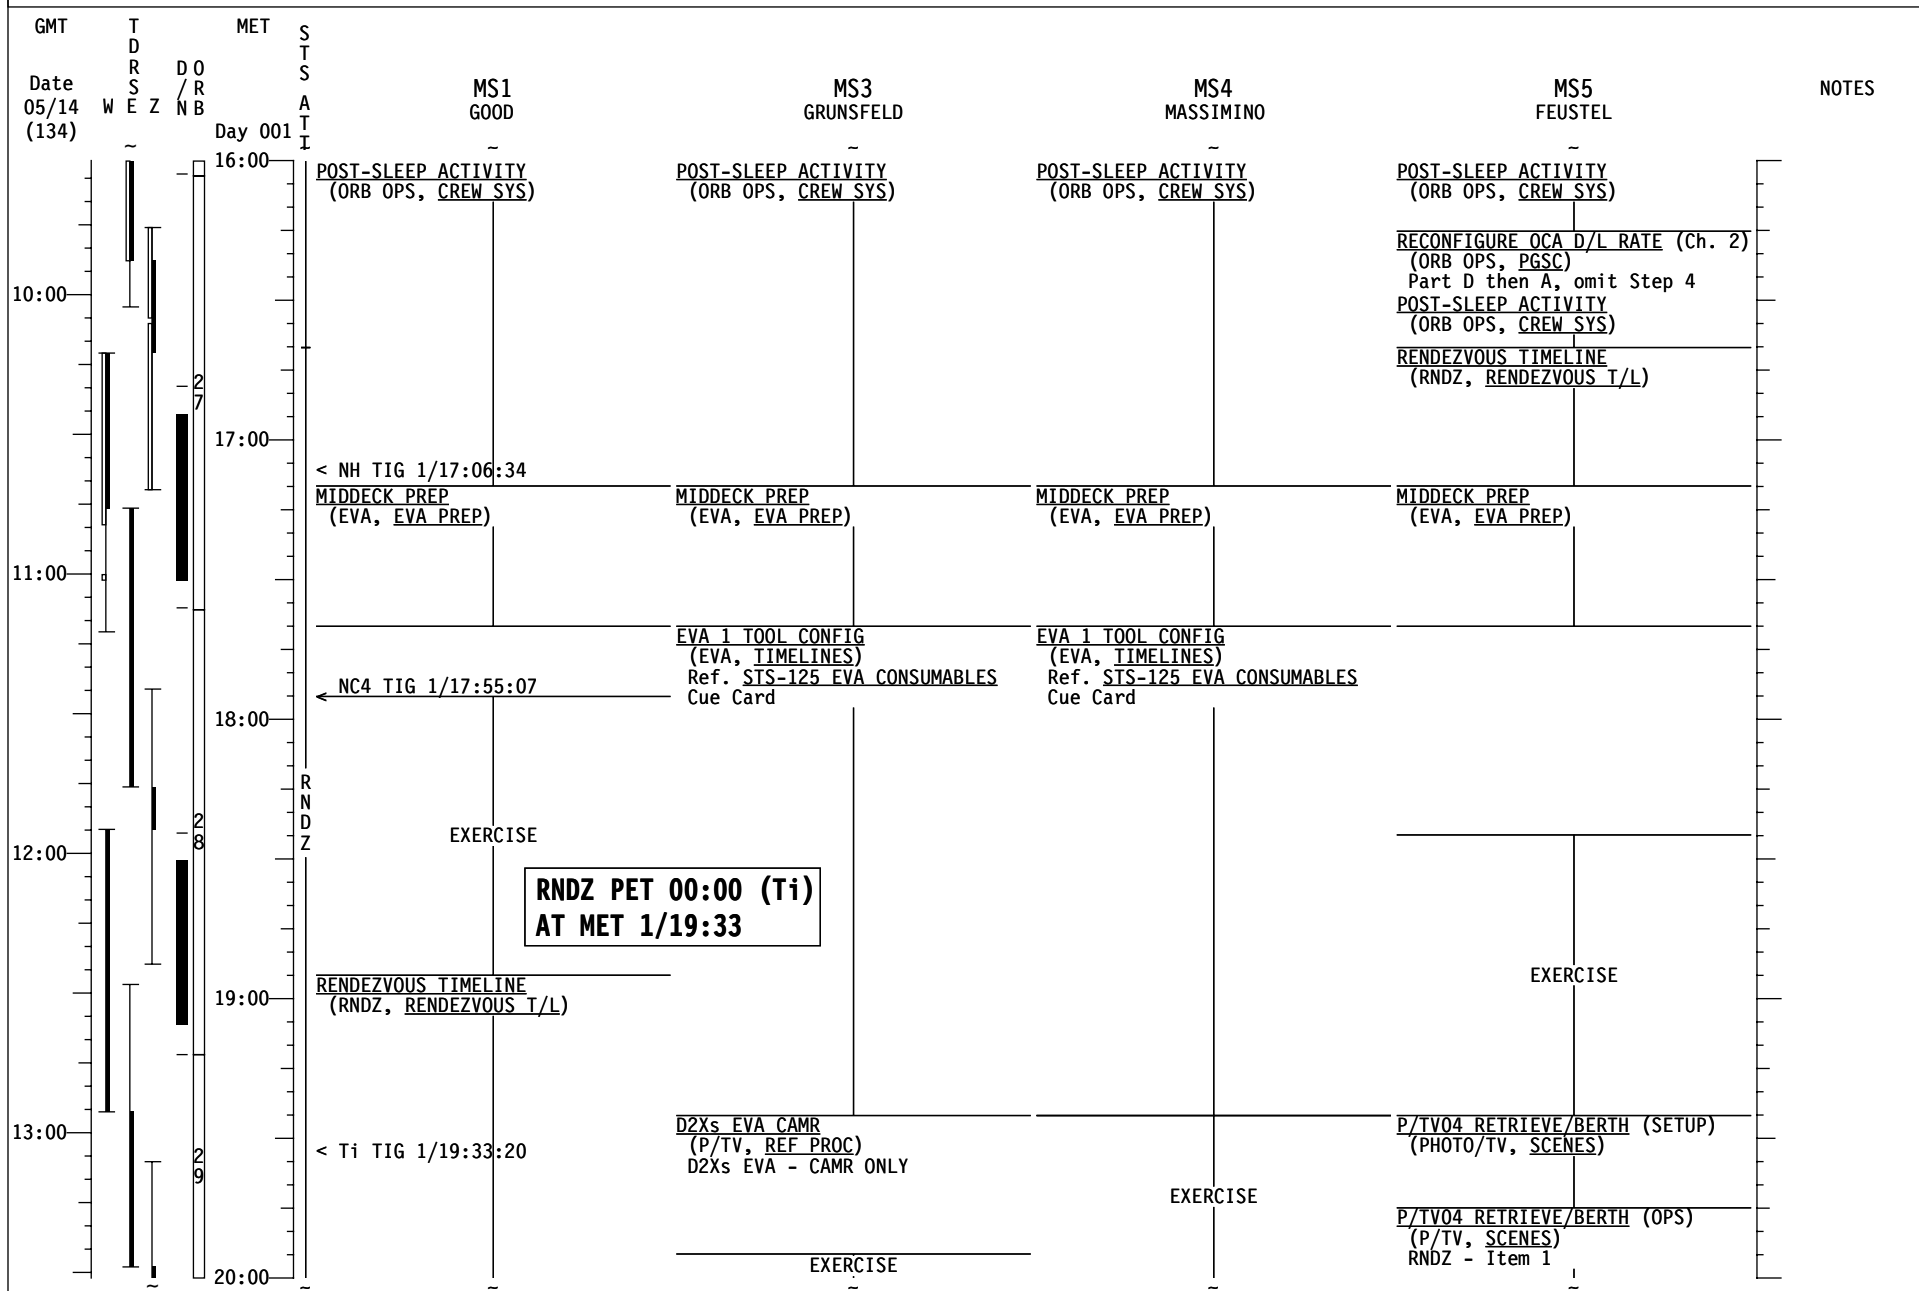 GMT
TDRS
MET
STS ATT
Date
05/14
(134)
W E Z
D/N
ORB
Day 001
MS1
GOOD
MS3
GRUNSFELD
MS4
MASSIMINO
MS5
FEUSTEL
NOTES
~ ~ ~ ~ ~ ~
16:00
POST-SLEEP ACTIVITY
(ORB OPS, CREW SYS)
POST-SLEEP ACTIVITY
(ORB OPS, CREW SYS)
POST-SLEEP ACTIVITY
(ORB OPS, CREW SYS)
POST-SLEEP ACTIVITY
(ORB OPS, CREW SYS)
RECONFIGURE OCA D/L RATE (Ch. 2)
(ORB OPS, PGSC)
Part D then A, omit Step 4
10:00
POST-SLEEP ACTIVITY
(ORB OPS, CREW SYS)
RENDEZVOUS TIMELINE
(RNDZ, RENDEZVOUS T/L)
27
17:00
< NH TIG 1/17:06:34
MIDDECK PREP
(EVA, EVA PREP)
MIDDECK PREP
(EVA, EVA PREP)
MIDDECK PREP
(EVA, EVA PREP)
MIDDECK PREP
(EVA, EVA PREP)
11:00
EVA 1 TOOL CONFIG
(EVA, TIMELINES)
Ref. STS-125 EVA CONSUMABLES
Cue Card
EVA 1 TOOL CONFIG
(EVA, TIMELINES)
Ref. STS-125 EVA CONSUMABLES
Cue Card
< NC4 TIG 1/17:55:07
18:00
RNDZ
28
EXERCISE
12:00
RNDZ PET 00:00 (Ti)
AT MET 1/19:33
RENDEZVOUS TIMELINE
(RNDZ, RENDEZVOUS T/L)
EXERCISE
19:00
D2Xs EVA CAMR
(P/TV, REF PROC)
D2Xs EVA - CAMR ONLY
P/TV04 RETRIEVE/BERTH (SETUP)
(PHOTO/TV, SCENES)
13:00
< Ti TIG 1/19:33:20
29
EXERCISE
P/TV04 RETRIEVE/BERTH (OPS)
(P/TV, SCENES)
RNDZ - Item 1
EXERCISE
20:00
~ ~ ~ ~ ~ ~